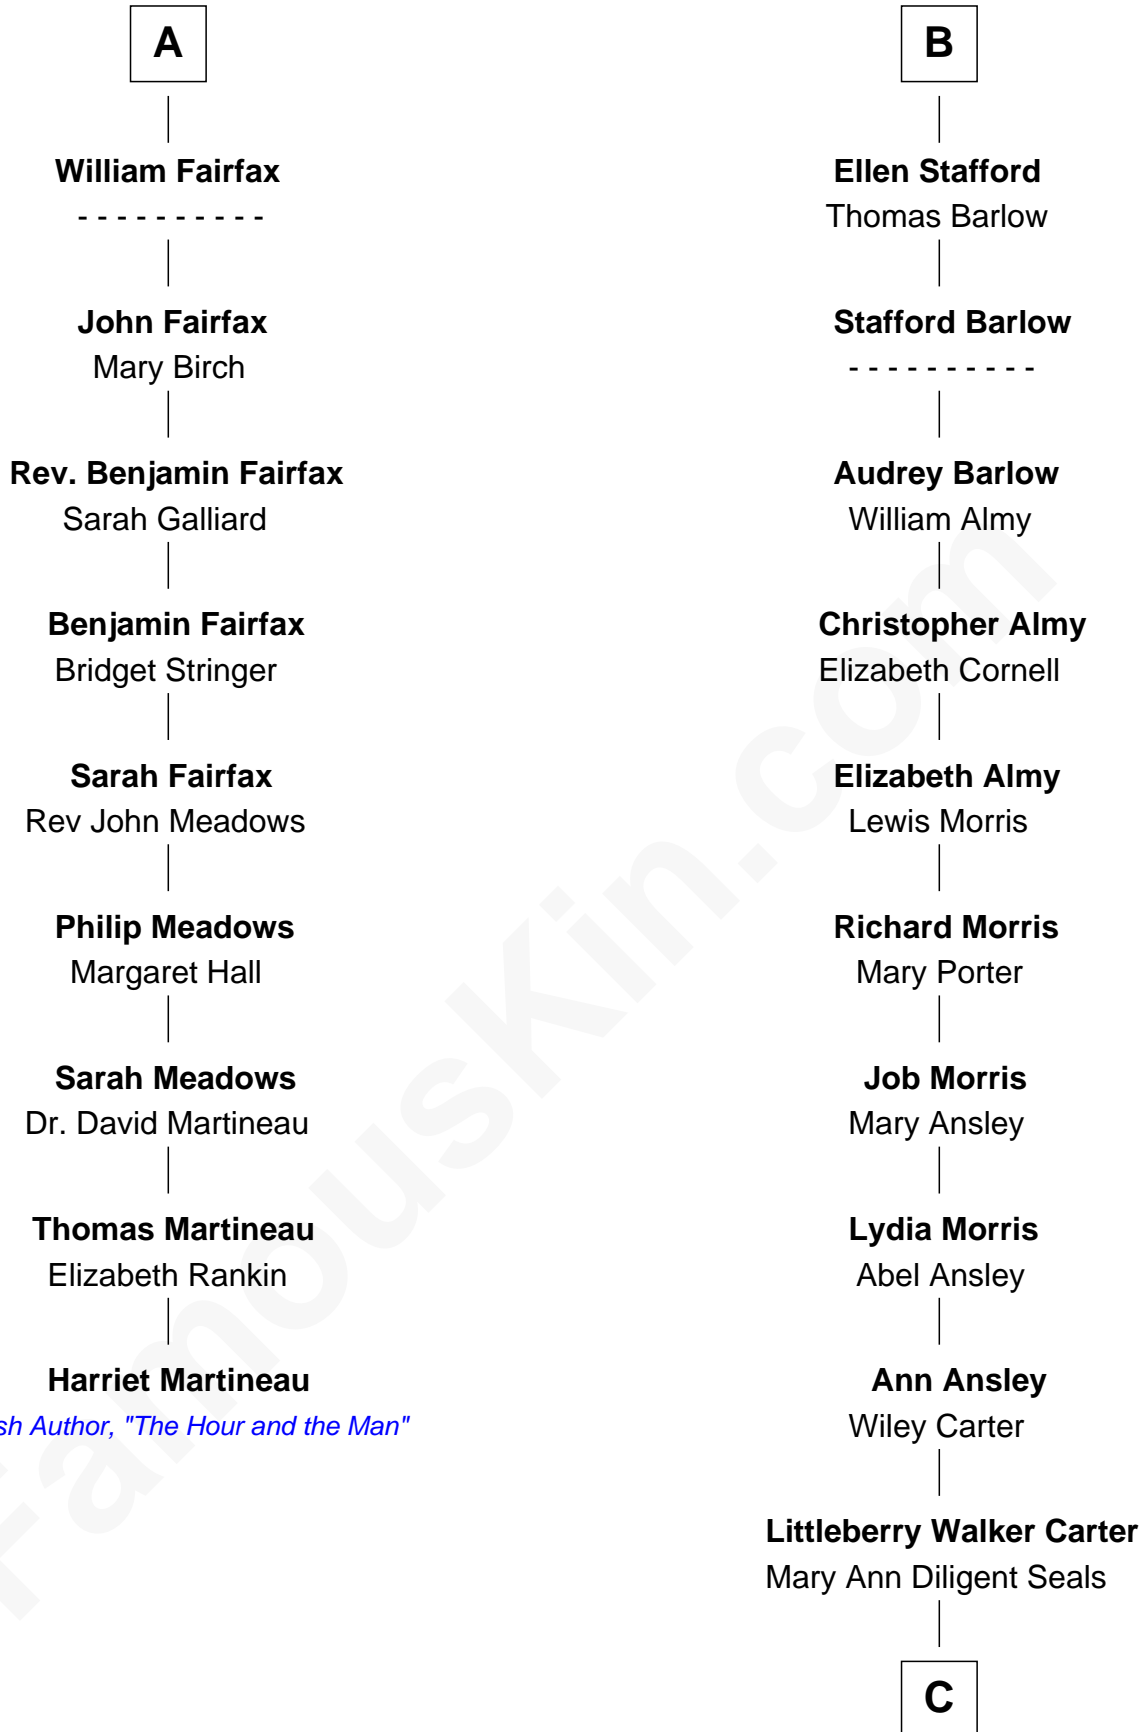 A
William Fairfax
- - - - - - - - - -
John Fairfax
Mary Birch
Rev. Benjamin Fairfax
Sarah Galliard
Benjamin Fairfax
Bridget Stringer
Sarah Fairfax
Rev John Meadows
Philip Meadows
Margaret Hall
Sarah Meadows
Dr. David Martineau
Thomas Martineau
Elizabeth Rankin
Harriet Martineau
sh Author, "The Hour and the Man"
B
Ellen Stafford
Thomas Barlow
Stafford Barlow
- - - - - - - - - -
Audrey Barlow
William Almy
Christopher Almy
Elizabeth Cornell
Elizabeth Almy
Lewis Morris
Richard Morris
Mary Porter
Job Morris
Mary Ansley
Lydia Morris
Abel Ansley
Ann Ansley
Wiley Carter
Littleberry Walker Carter
Mary Ann Diligent Seals
C
FamousKin.com